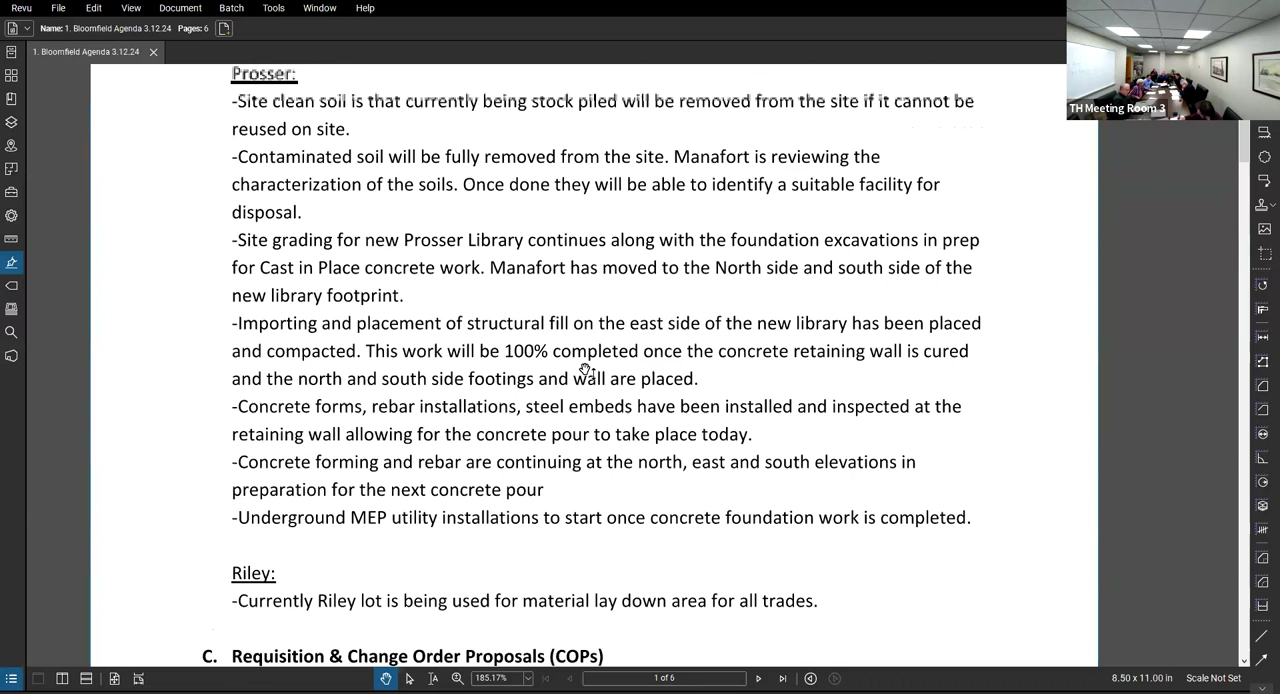 Revu File Edit View Document Batch Tools Window Help
Name: 1. Bloomfield Agenda 3.12.24 Pages: 6
1. Bloomfield Agenda 3.12.24
TH Meeting Room 3
Prosser:
-Site clean soil is that currently being stock piled will be removed from the site if it cannot be
reused on site.
-Contaminated soil will be fully removed from the site. Manafort is reviewing the
characterization of the soils. Once done they will be able to identify a suitable facility for
disposal.
-Site grading for new Prosser Library continues along with the foundation excavations in prep
for Cast in Place concrete work. Manafort has moved to the North side and south side of the
new library footprint.
-Importing and placement of structural fill on the east side of the new library has been placed
and compacted. This work will be 100% completed once the concrete retaining wall is cured
and the north and south side footings and wall are placed.
-Concrete forms, rebar installations, steel embeds have been installed and inspected at the
retaining wall allowing for the concrete pour to take place today.
-Concrete forming and rebar are continuing at the north, east and south elevations in
preparation for the next concrete pour
-Underground MEP utility installations to start once concrete foundation work is completed.
Riley:
-Currently Riley lot is being used for material lay down area for all trades.
C. Requisition & Change Order Proposals (COPs)
185.17% 1 of 6 8.50 x 11.00 in Scale Not Set